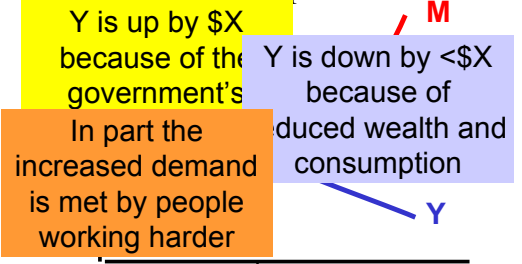 Y is up by $X
because of the
government's
Y is down by <$X
because of
educed wealth and
consumption
In part the
increased demand
is met by people
working harder
M
Y